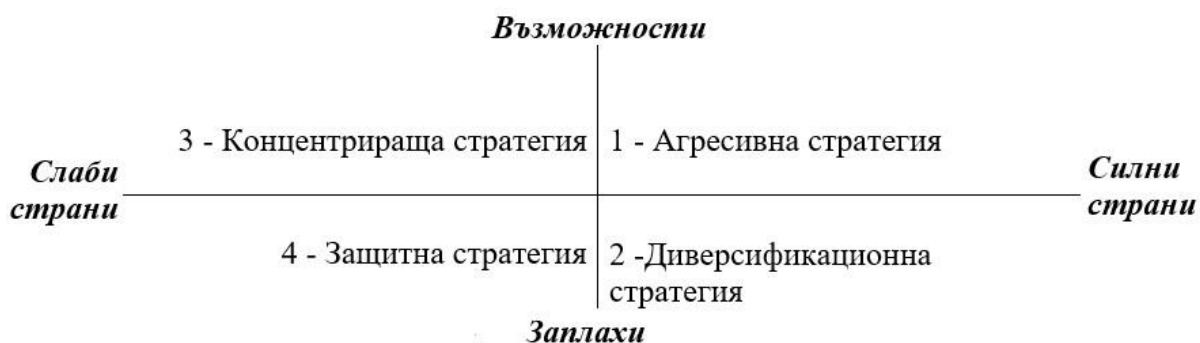 Възможности
3 - Концентрираща стратегия
1 - Агресивна стратегия
Слаби
страни
Силни
страни
4 - Защитна стратегия
2 -Диверсификационна
стратегия
Заплахи